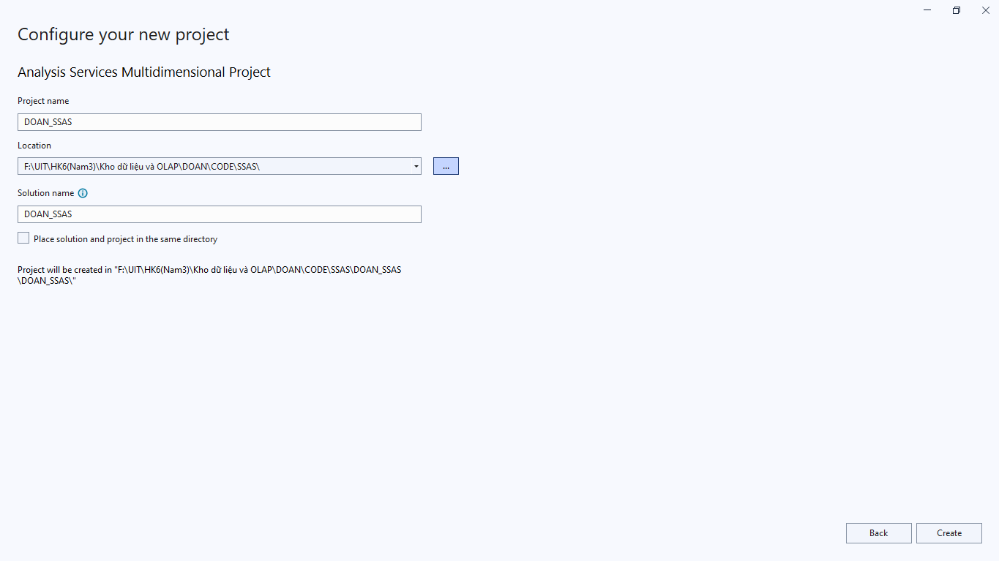 Configure your new project
Analysis Services Multidimensional Project
Project name
DOAN_SSAS
Location
F:\UIT\HK6(Nam3)\Kho dữ liệu và OLAP\DOAN\CODE\SSAS\
...
Solution name
DOAN_SSAS
Place solution and project in the same directory
Project will be created in "F:\UIT\HK6(Nam3)\Kho dữ liệu và OLAP\DOAN\CODE\SSAS\DOAN_SSAS
\DOAN_SSAS\"
Back
Create